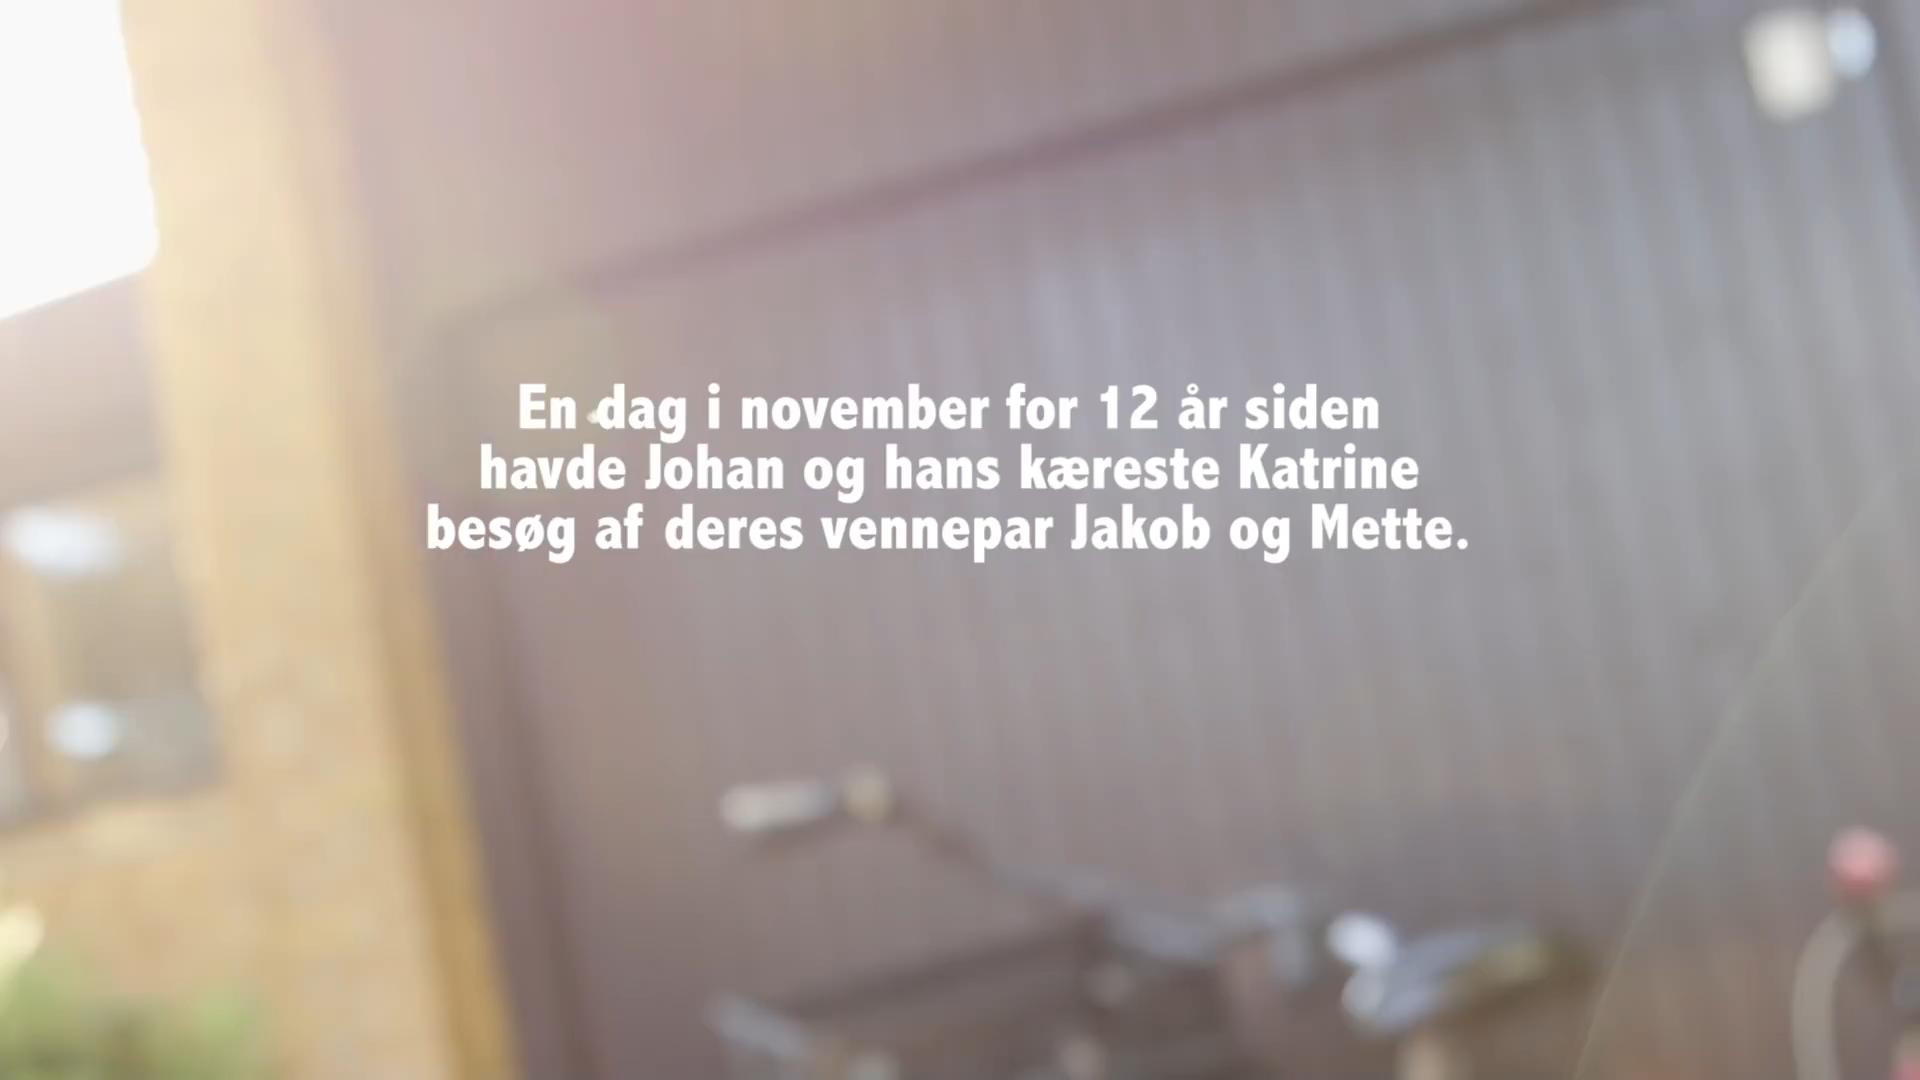 En dag i november for 12 år siden
havde Johan og hans kæreste Katrine
besøg af deres vennepar Jakob og Mette.